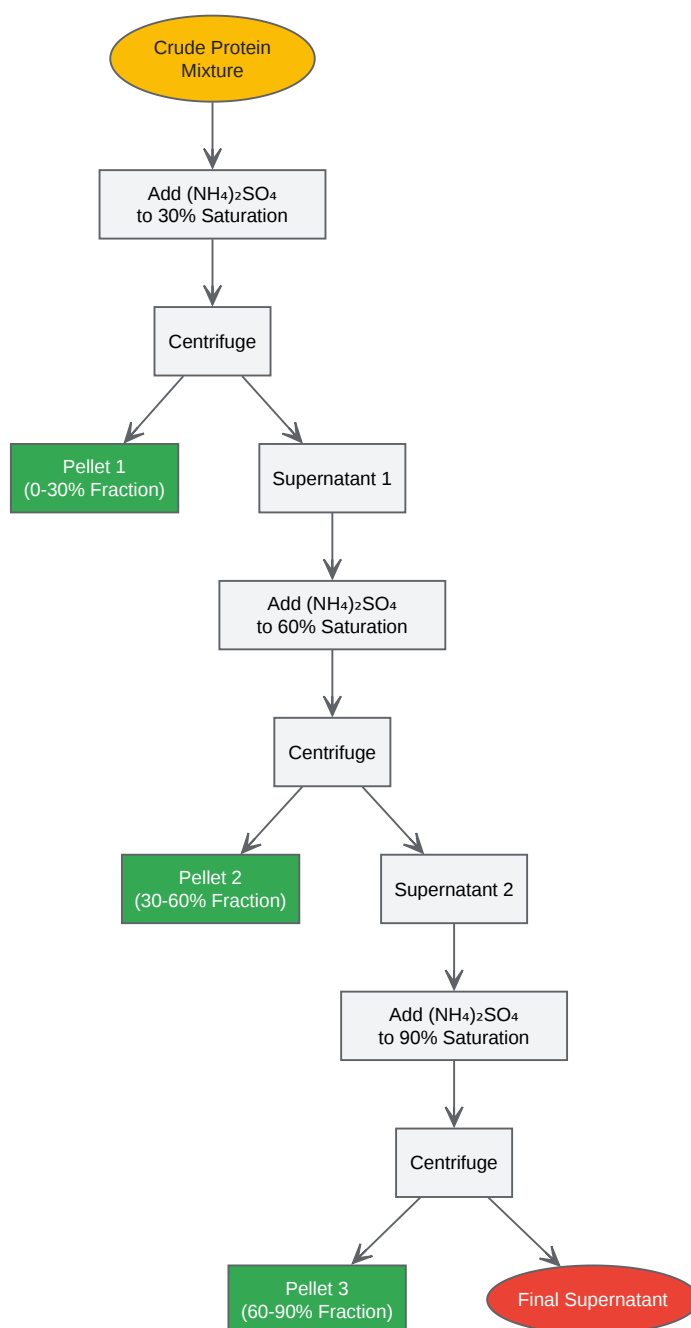 Crude Protein
Mixture
Add (NH₄)₂SO₄
to 30% Saturation
Centrifuge
Pellet 1
(0-30% Fraction)
Supernatant 1
Add (NH₄)₂SO₄
to 60% Saturation
Centrifuge
Pellet 2
(30-60% Fraction)
Supernatant 2
Add (NH₄)₂SO₄
to 90% Saturation
Centrifuge
Pellet 3
(60-90% Fraction)
Final Supernatant